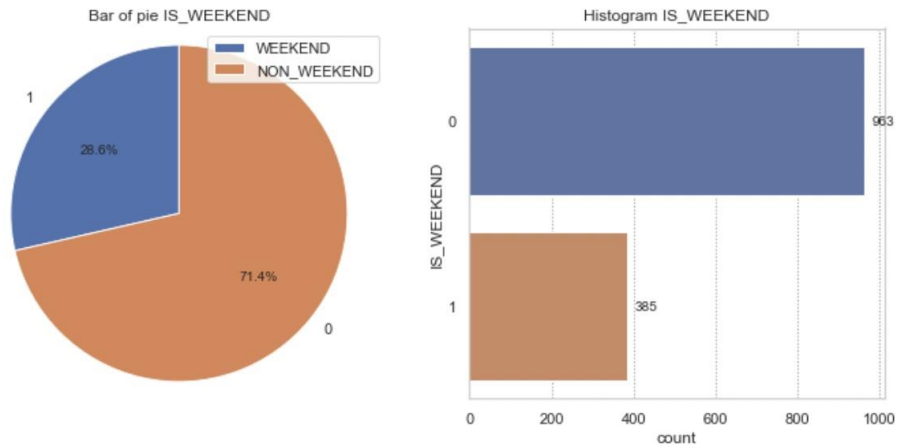 Bar of pie IS_WEEKEND
WEEKEND
NON_WEEKEND
1
28.6%
71.4%
0
Histogram IS_WEEKEND
IS_WEEKEND
0
963
1
385
0 200 400 600 800 1000
count